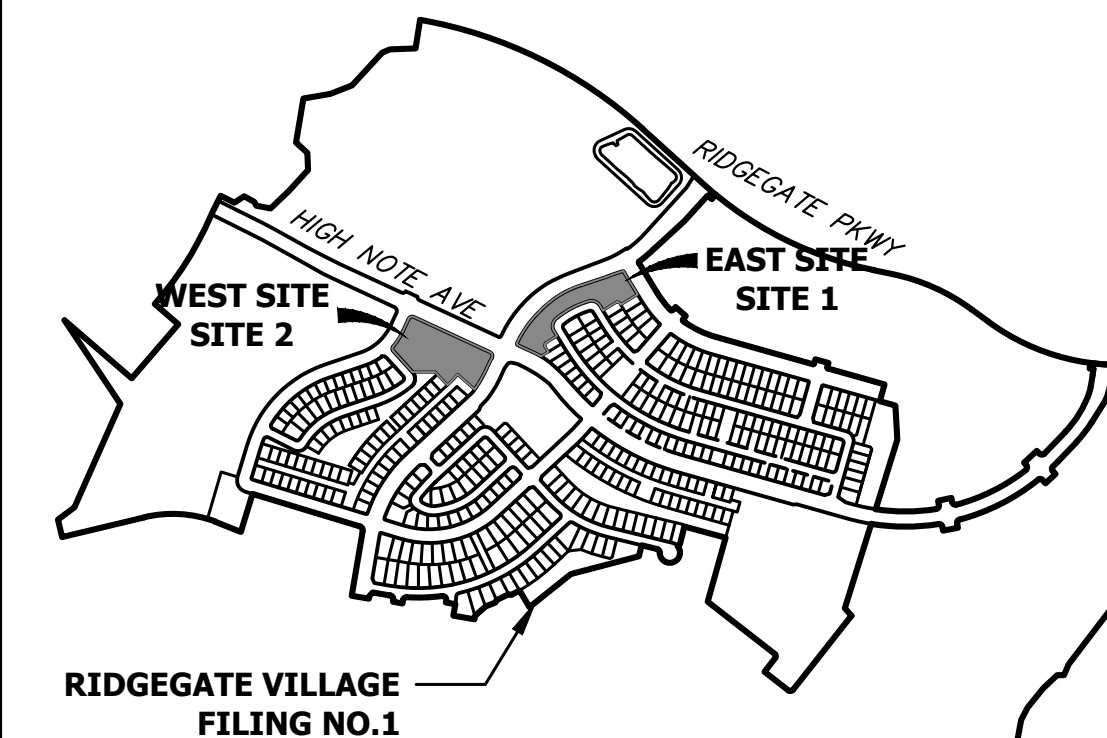 RIDGEGATE PKWY
HIGH NOTE AVE
EAST SITE
SITE 1
WEST SITE
SITE 2
RIDGEGATE VILLAGE
FILING NO.1